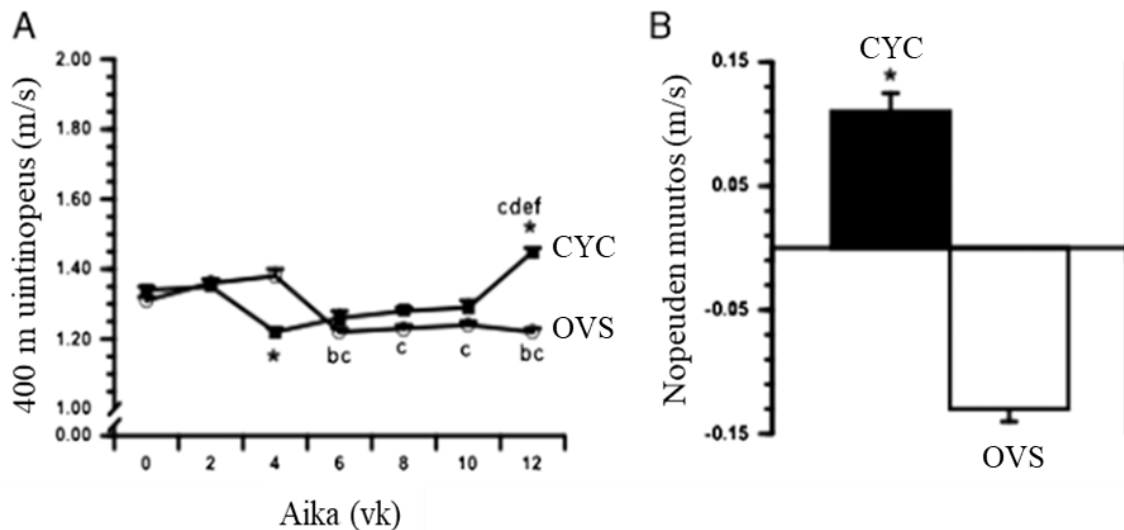 A
400 m uintinopeus (m/s)
2.00
1.80
1.60
1.40
1.20
1.00
0.00
cdef
*
CYC
OVS
*
bc
c
c
bc
0 2 4 6 8 10 12
Aika (vk)
B
Nopeuden muutos (m/s)
0.15
0.05
-0.05
-0.15
CYC
*
OVS